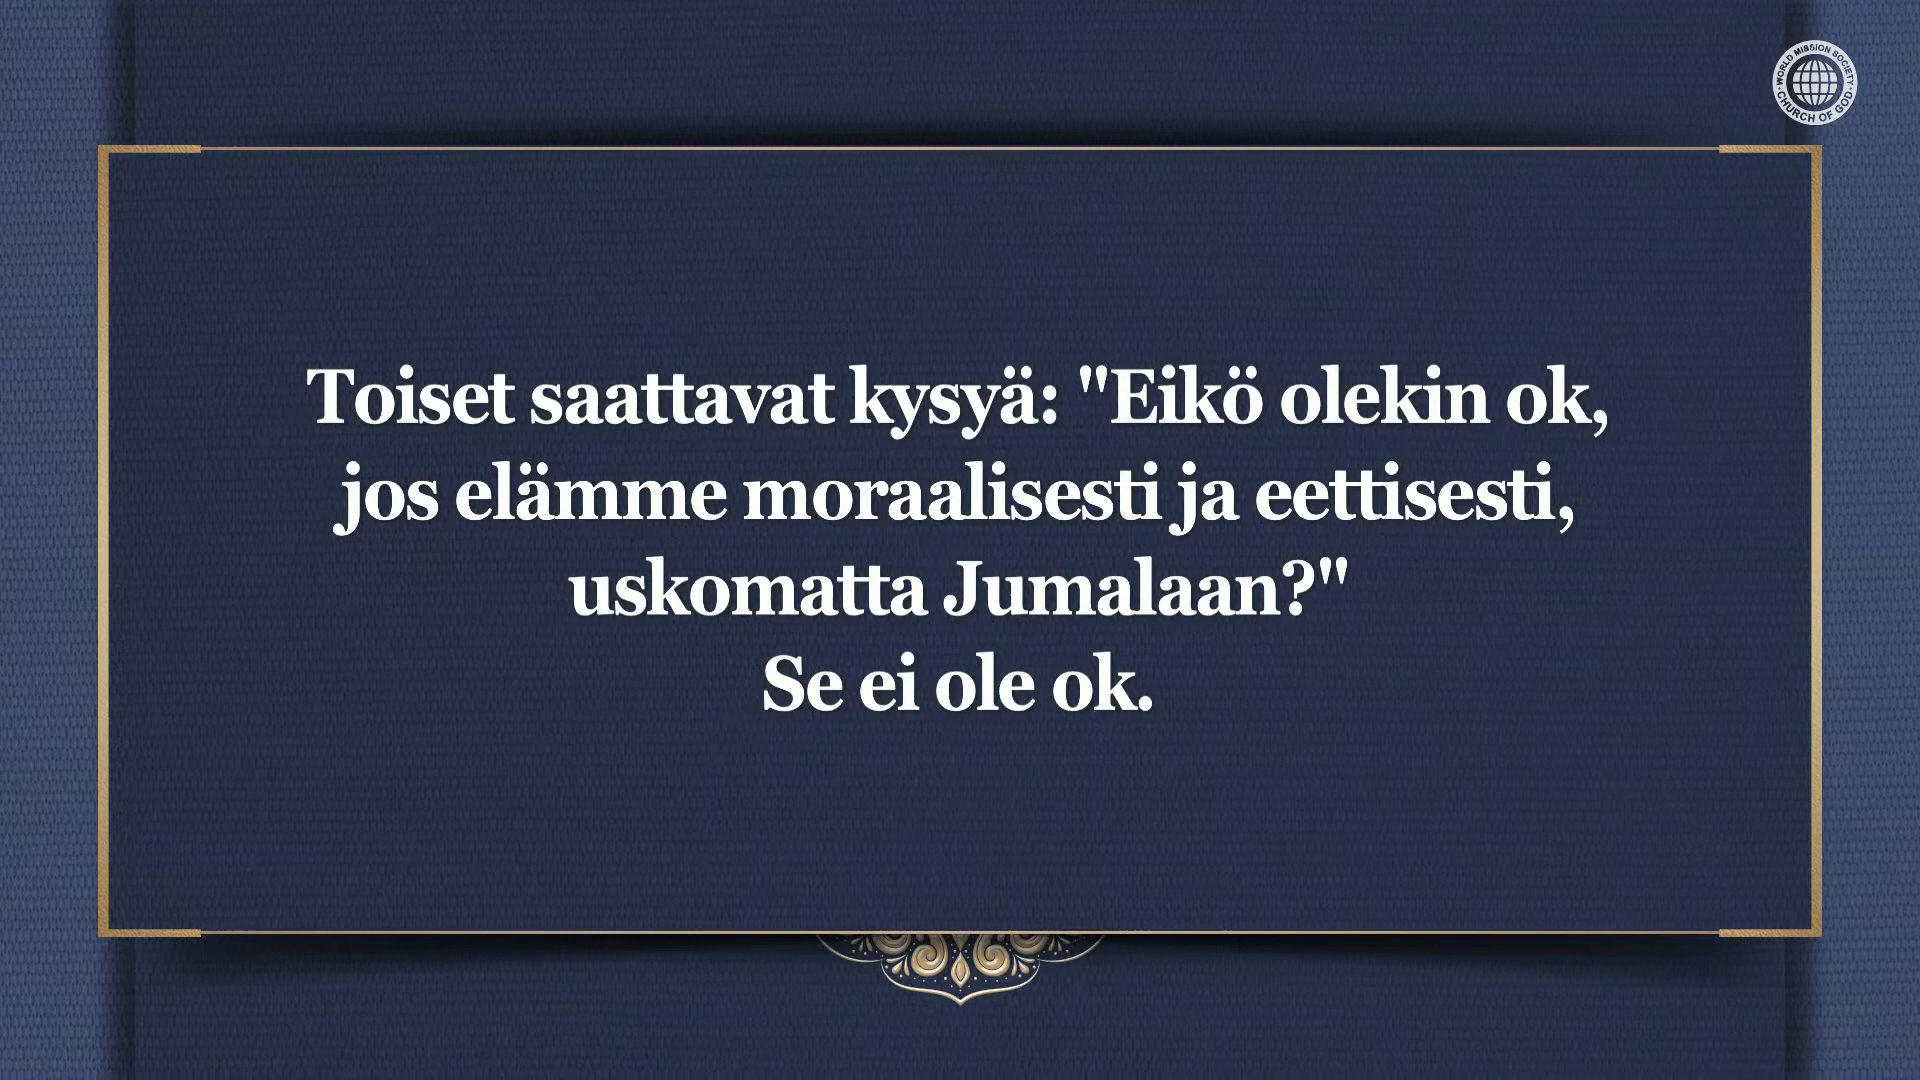 WORLD MISSION SOCIETY
CHURCH OF GOD
Toiset saattavat kysyä: "Eikö olekin ok,
jos elämme moraalisesti ja eettisesti,
uskomatta Jumalaan?"
Se ei ole ok.